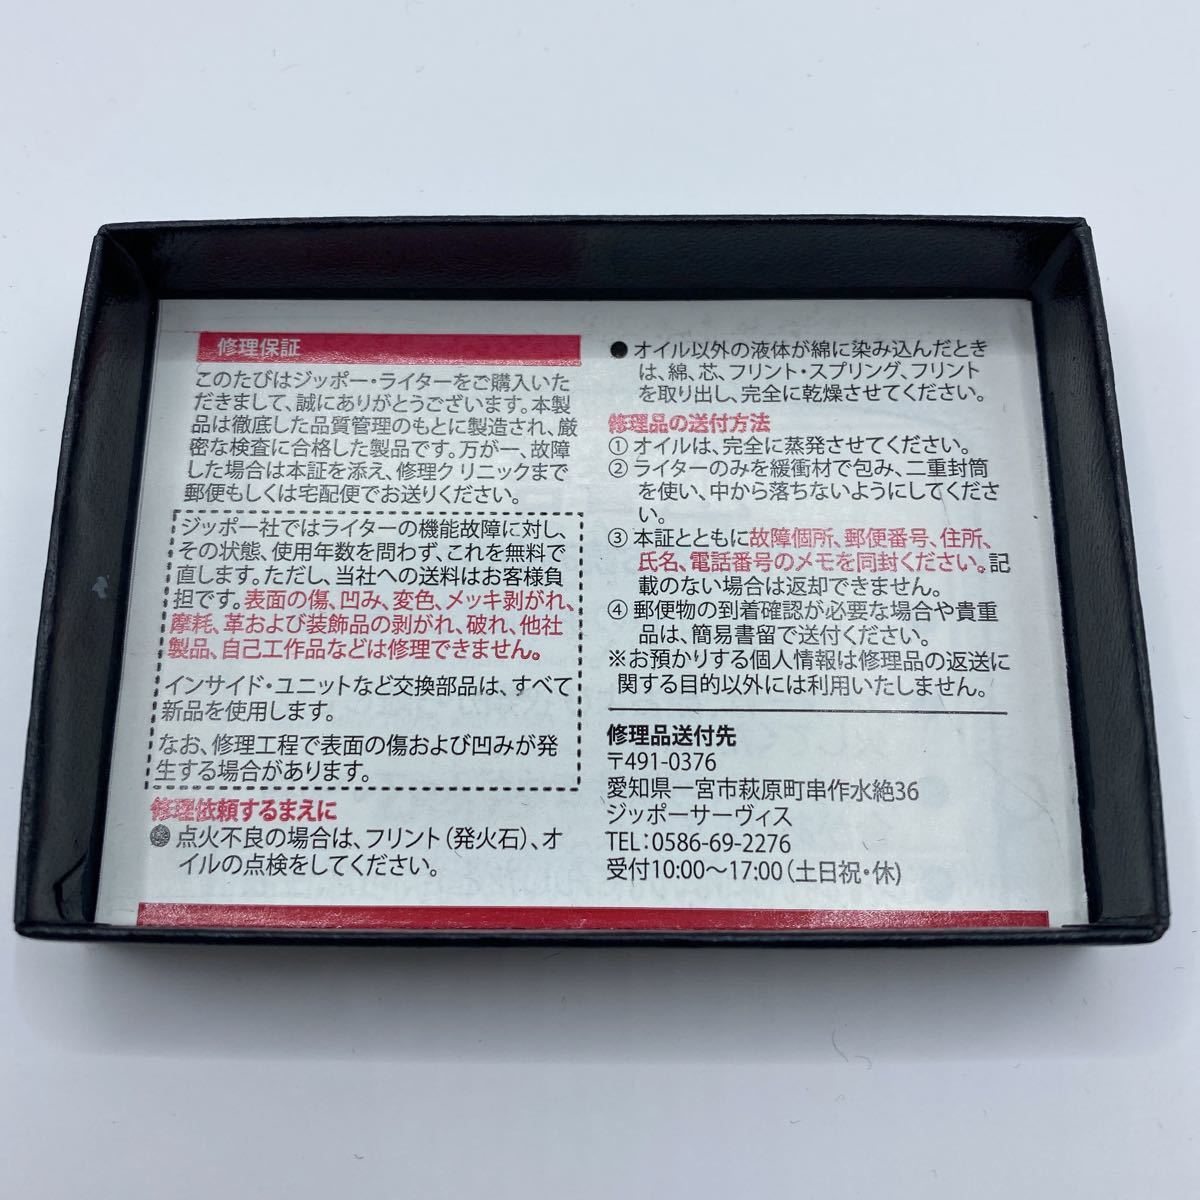 修理保証
このたびはジッポー・ライターをご購入いた
だきまして、誠にありがとうございます。本製
品は徹底した品質管理のもとに製造され、厳
密な検査に合格した製品です。万が一、故障
した場合は本証を添え、修理クリニックまで
郵便もしくは宅配便でお送りください。
ジッポー社ではライターの機能故障に対し、
その状態、使用年数を問わず、これを無料で
直します。ただし、当社への送料はお客様負
担です。表面の傷、凹み、変色、メッキ剥がれ、
摩耗、革および装飾品の剥がれ、破れ、他社
製品、自己工作品などは修理できません。
インサイド・ユニットなど交換部品は、すべて
新品を使用します。
なお、修理工程で表面の傷および凹みが発
生する場合があります。
修理依頼するまえに
●点火不良の場合は、フリント(発火石)、オ
イルの点検をしてください。
●オイル以外の液体が綿に染み込んだとき
は、綿、芯、フリント・スプリング、フリント
を取り出し、完全に乾燥させてください。
修理品の送付方法
①オイルは、完全に蒸発させてください。
②ライターのみを緩衝材で包み、二重封筒
を使い、中から落ちないようにしてくださ
い。
③本証とともに故障個所、郵便番号、住所、
氏名、電話番号のメモを同封ください。記
載のない場合は返却できません。
④郵便物の到着確認が必要な場合や貴重
品は、簡易書留で送付ください。
※お預かりする個人情報は修理品の返送に
関する目的以外には利用いたしません。
修理品送付先
〒491-0376
愛知県一宮市萩原町串作水絶36
ジッポーサーヴィス
TEL:0586-69-2276
受付10:00〜17:00(土日祝・休)